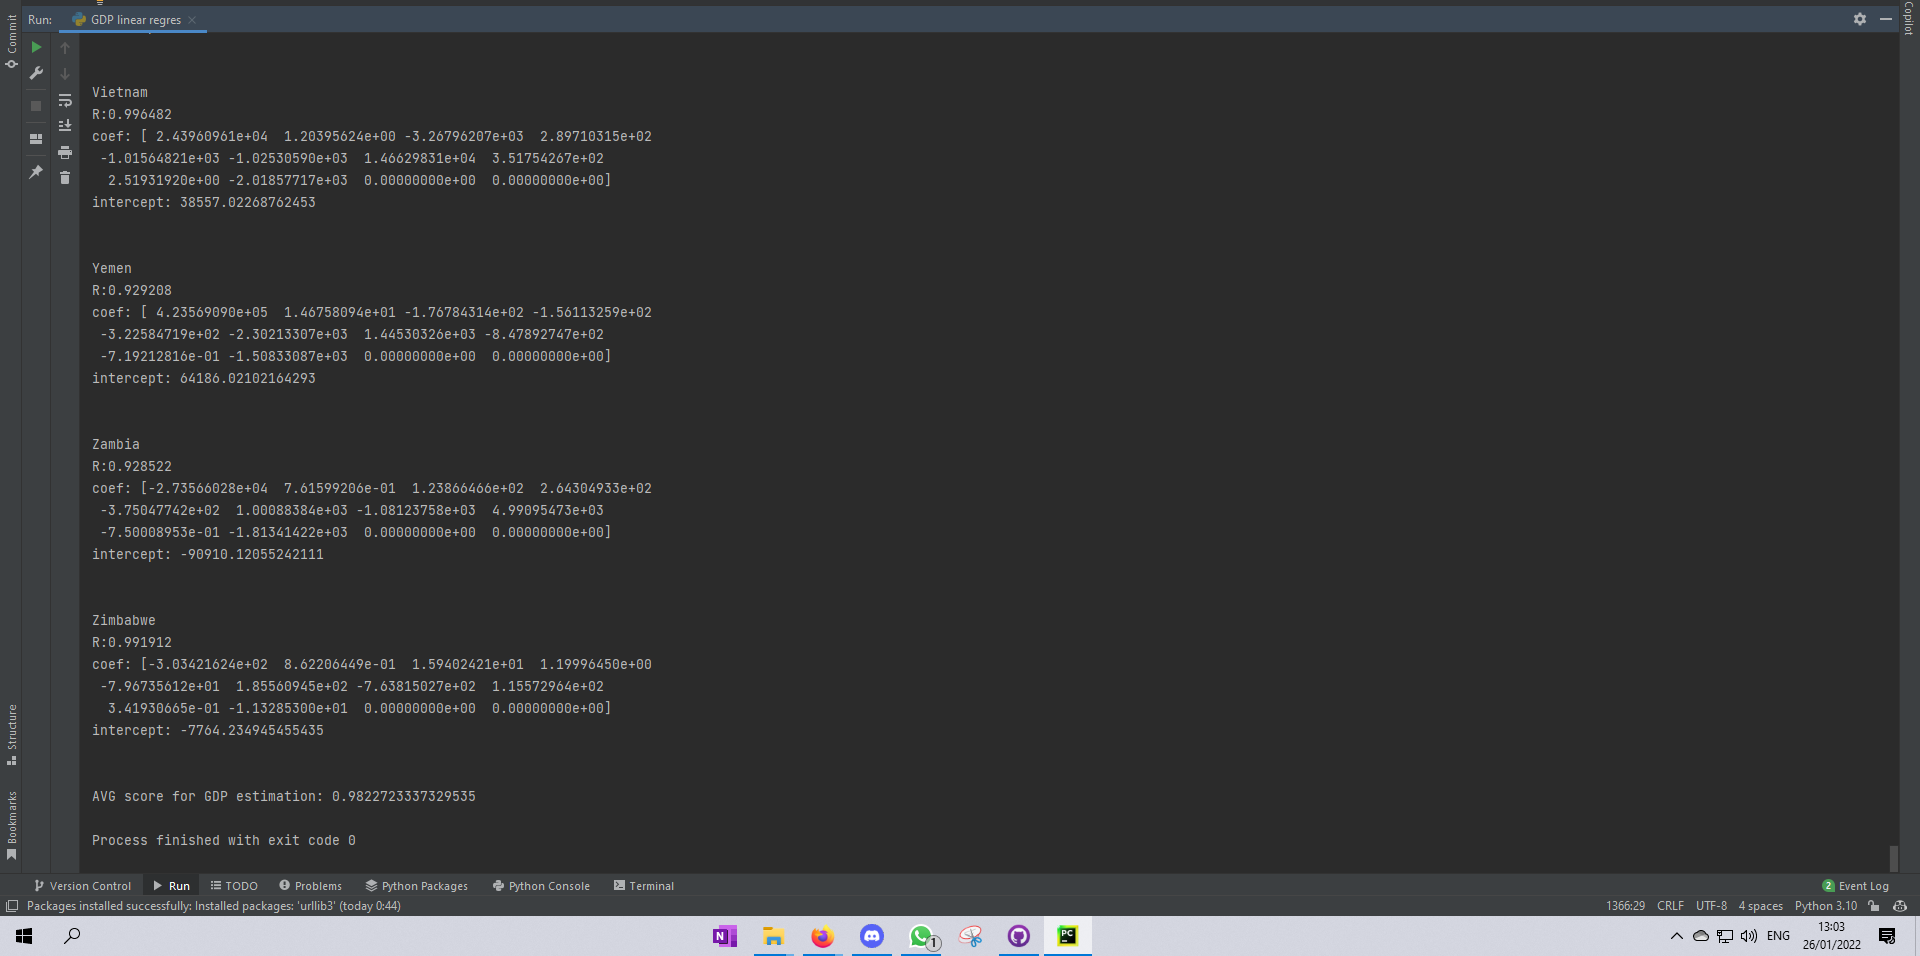 Run: GDP linear regres
Commit
Copilot
Vietnam
R:0.996482
coef: [ 2.43960961e+04  1.20395624e+00 -3.26796207e+03  2.89710315e+02
-1.01564821e+03 -1.02530590e+03  1.46629831e+04  3.51754267e+02
2.51931920e+00 -2.01857717e+03  0.00000000e+00  0.00000000e+00]
intercept: 38557.02268762453
Yemen
R:0.929208
coef: [ 4.23569090e+05  1.46758094e+01 -1.76784314e+02 -1.56113259e+02
-3.22584719e+02 -2.30213307e+03  1.44530326e+03 -8.47892747e+02
-7.19212816e-01 -1.50833087e+03  0.00000000e+00  0.00000000e+00]
intercept: 64186.02102164293
Zambia
R:0.928522
coef: [-2.73566028e+04  7.61599206e-01  1.23866466e+02  2.64304933e+02
-3.75047742e+02  1.00088384e+03 -1.08123758e+03  4.99095473e+03
-7.50008953e-01 -1.81341422e+03  0.00000000e+00  0.00000000e+00]
intercept: -90910.12055242111
Zimbabwe
R:0.991912
coef: [-3.03421624e+02  8.62206449e-01  1.59402421e+01  1.19996450e+00
-7.96735612e+01  1.85560945e+02 -7.63815027e+02  1.15572964e+02
3.41930665e-01 -1.13285300e+01  0.00000000e+00  0.00000000e+00]
intercept: -7764.234945455435
AVG score for GDP estimation: 0.9822723337329535
Process finished with exit code 0
Structure
Bookmarks
Version Control Run TODO Problems Python Packages Python Console Terminal 2 Event Log
Packages installed successfully: Installed packages: 'urllib3' (today 0:44) 1366:29 CRLF UTF-8 4 spaces Python 3.10
N 1 PC ENG 13:03
26/01/2022